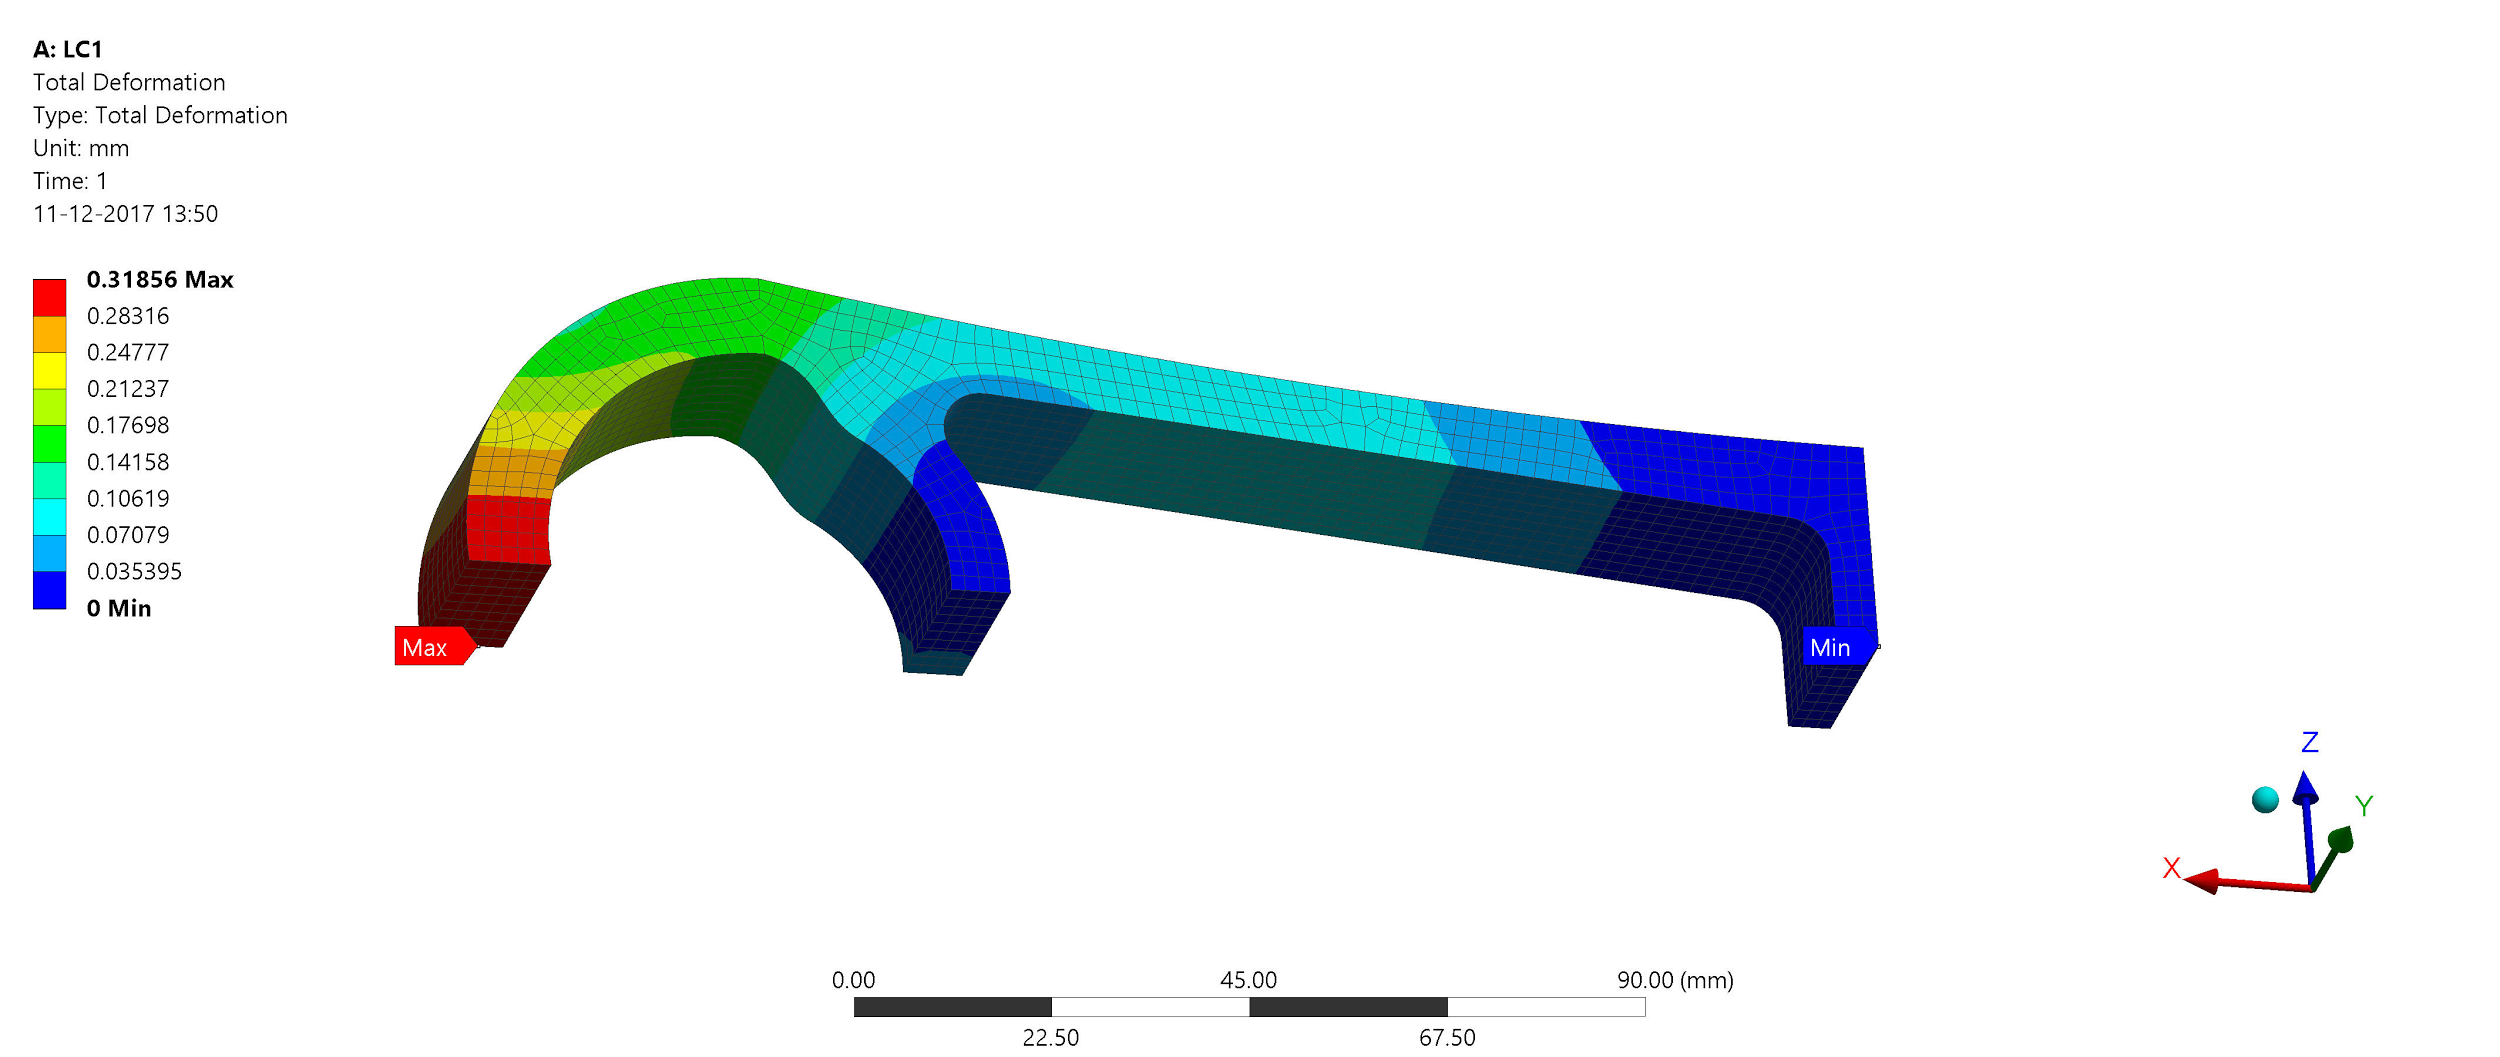 A: LC1
Total Deformation
Type: Total Deformation
Unit: mm
Time: 1
11-12-2017 13:50
0.31856 Max
0.28316
0.24777
0.21237
0.17698
0.14158
0.10619
0.07079
0.035395
0 Min
Max
Min
Z
Y
X
0.00 45.00 90.00 (mm)
22.50 67.50